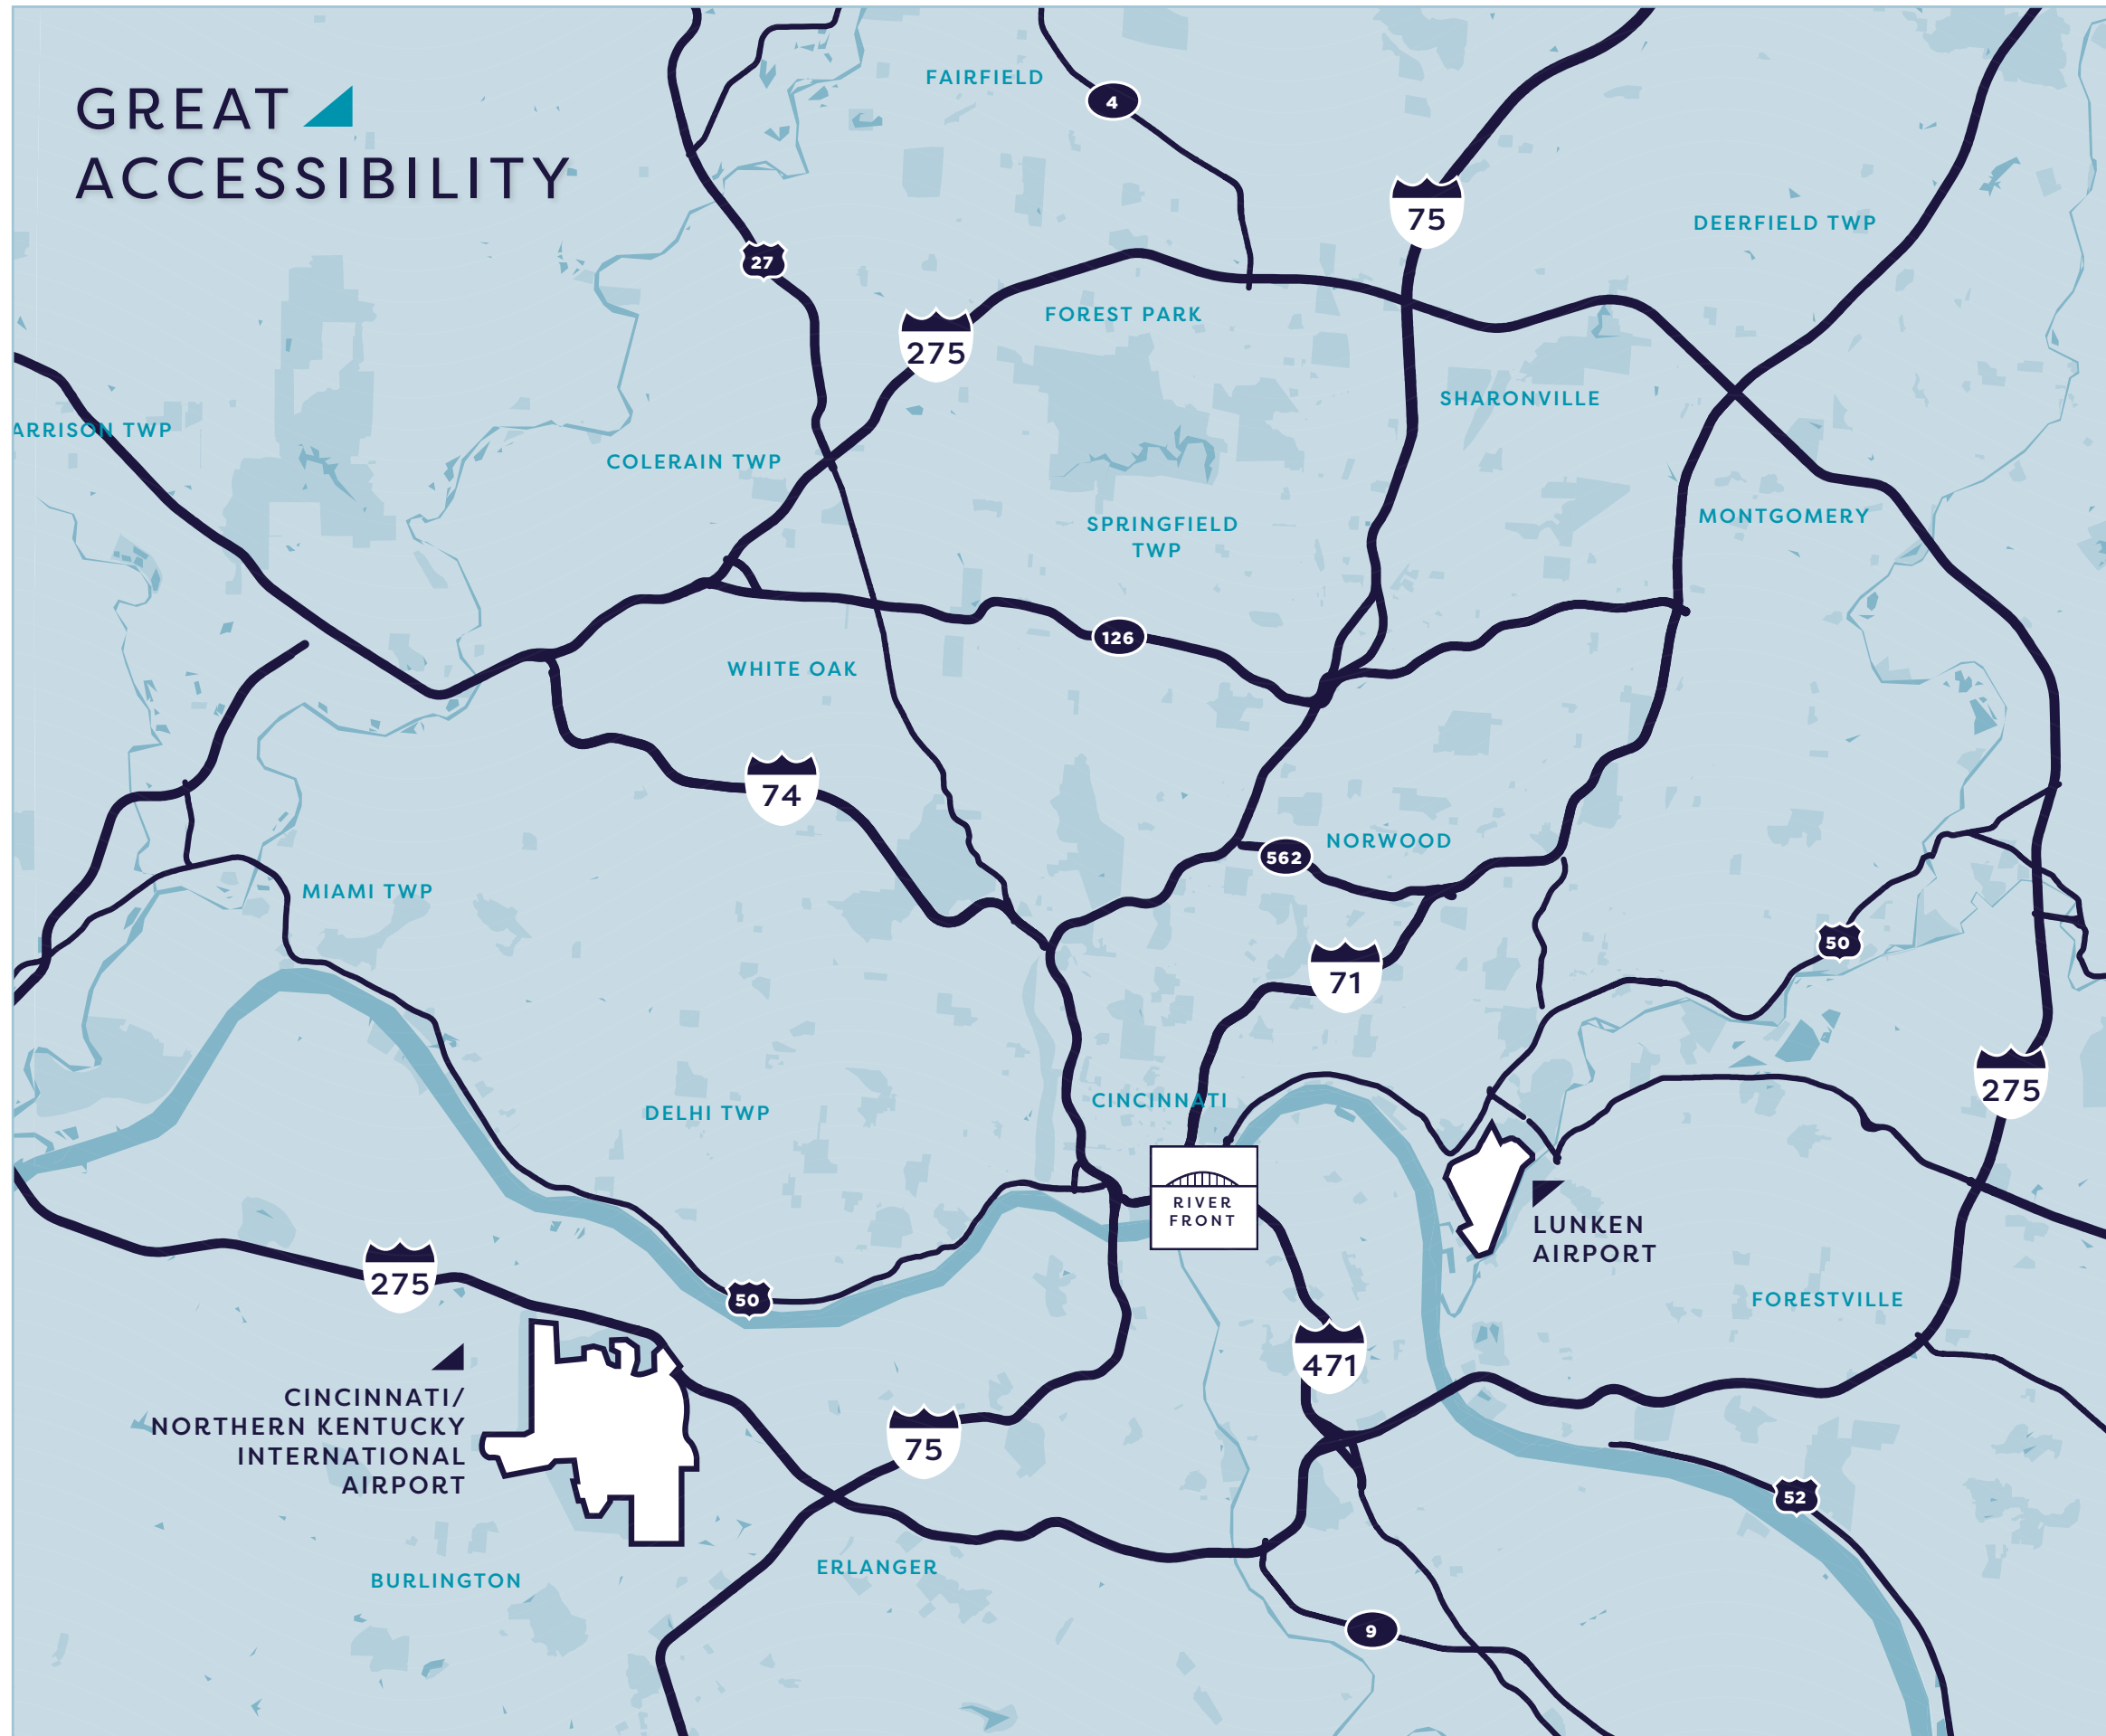 GREAT
ACCESSIBILITY
FAIRFIELD
4
75
DEERFIELD TWP
27
FOREST PARK
275
SHARONVILLE
ARRISON TWP
COLERAIN TWP
MONTGOMERY
SPRINGFIELD
TWP
126
WHITE OAK
74
NORWOOD
562
MIAMI TWP
50
71
275
CINCINNATI
DELHI TWP
RIVER
FRONT
LUNKEN
AIRPORT
275
50
FORESTVILLE
471
CINCINNATI/
NORTHERN KENTUCKY
INTERNATIONAL
AIRPORT
75
52
ERLANGER
BURLINGTON
9